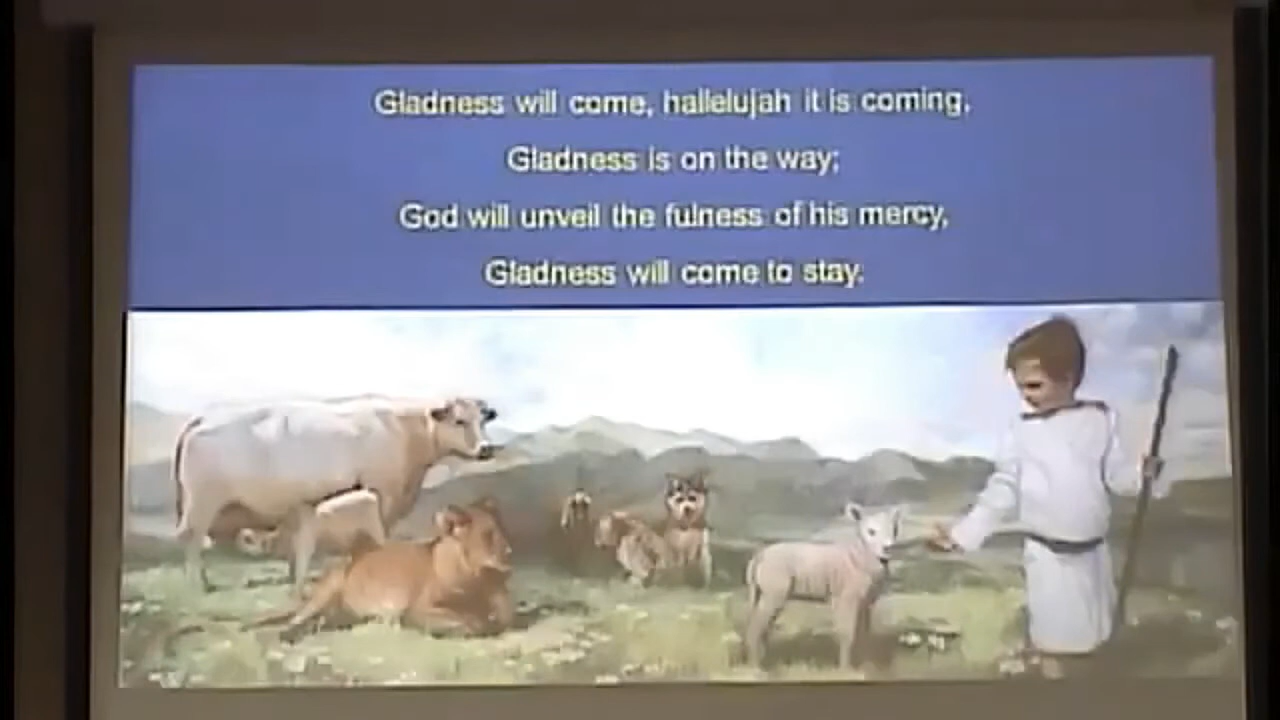 Gladness will come, hallelujah it is coming,
Gladness is on the way;
God will unveil the fulness of his mercy,
Gladness will come to stay.